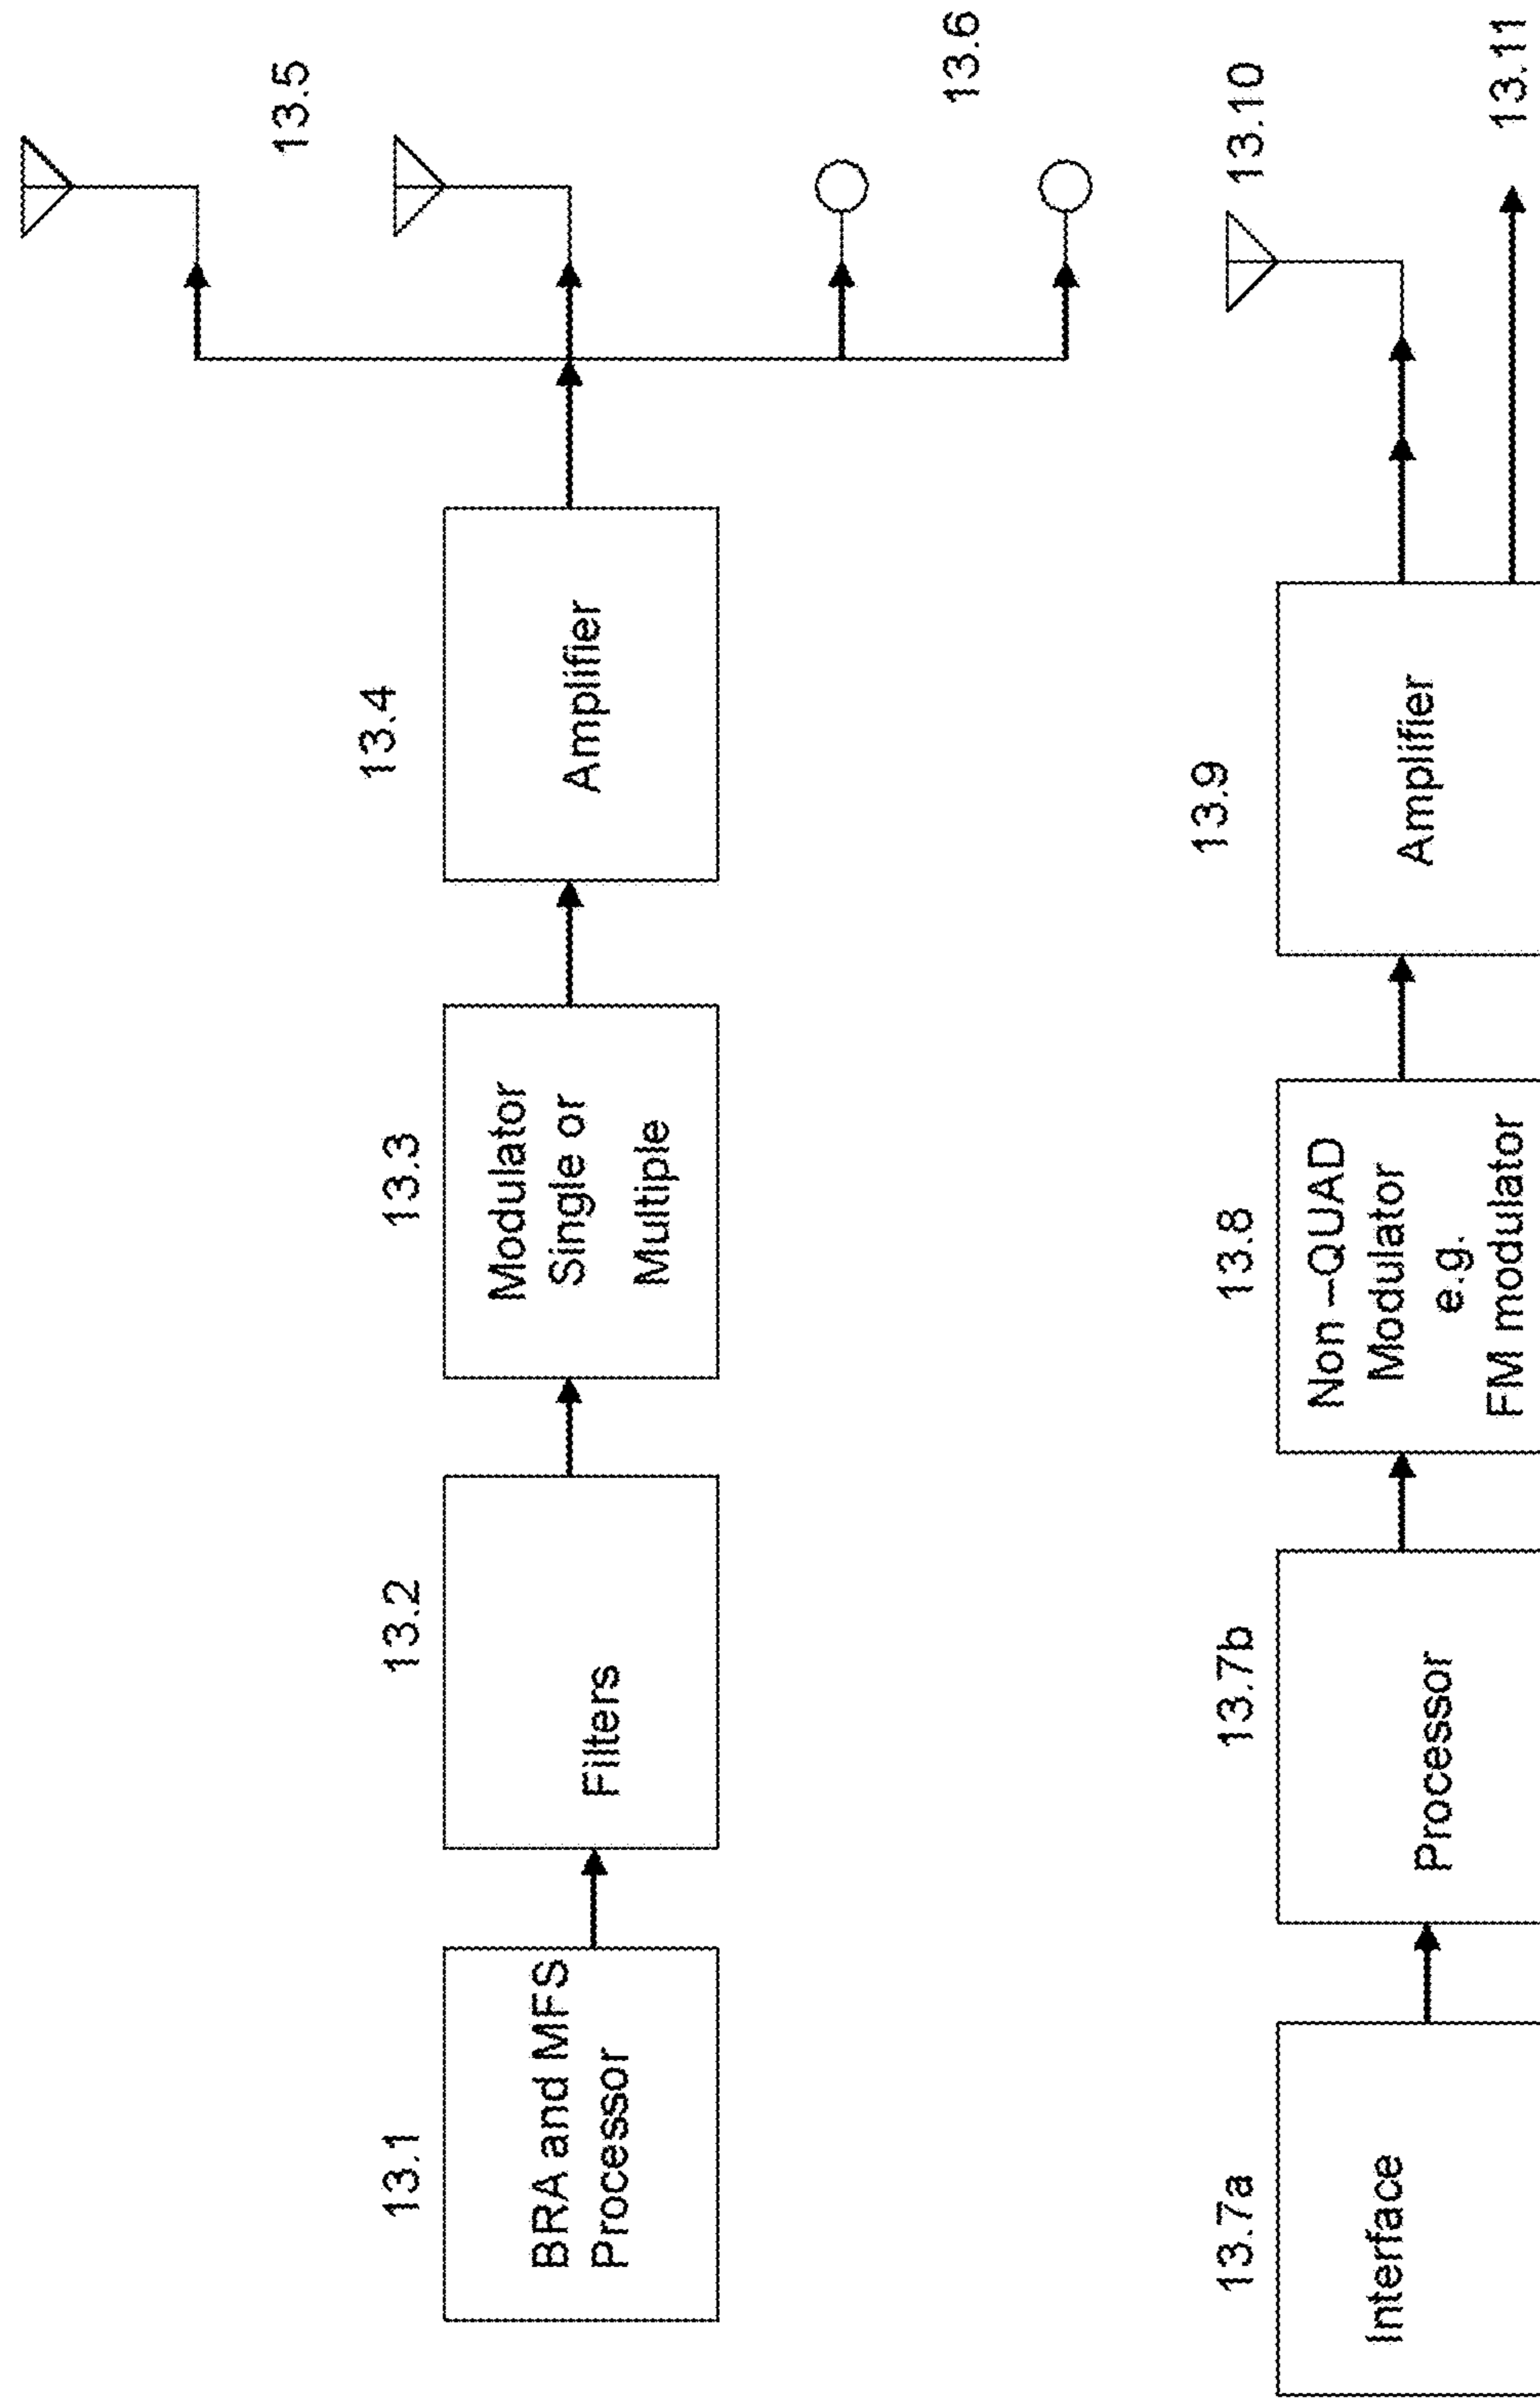 13.1
BRA and MFS
Processor
13.2
Filters
13.3
Modulator
Single or
Multiple
13.4
Amplifier
13.5
13.6
13.7a
Interface
13.7b
Processor
13.8
Non –QUAD
Modulator
e.g.
FM modulator
13.9
Amplifier
13.10
13.11